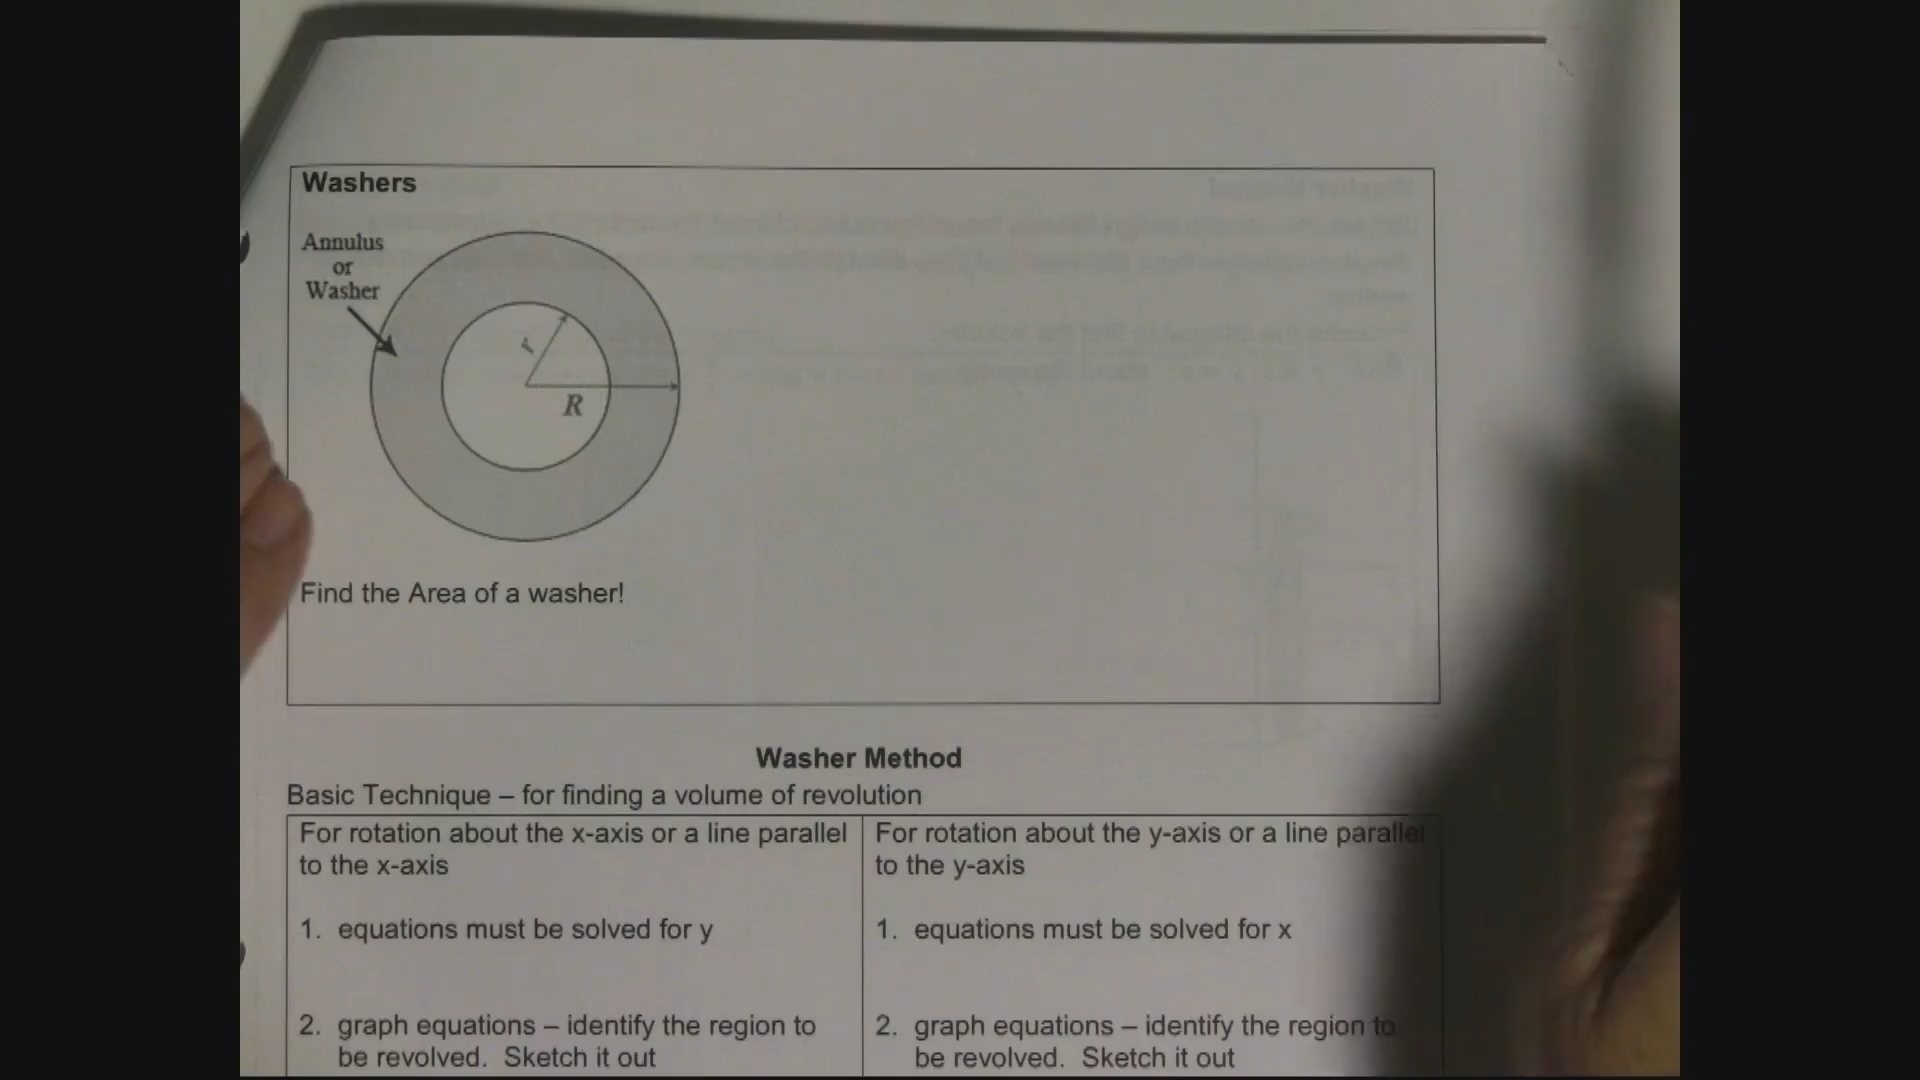 Washers
Annulus
or
Washer
r
R
Find the Area of a washer!
Washer Method
Basic Technique – for finding a volume of revolution
For rotation about the x-axis or a line parallel
to the x-axis
1. equations must be solved for y
2. graph equations – identify the region to
be revolved. Sketch it out
For rotation about the y-axis or a line parallel
to the y-axis
1. equations must be solved for x
2. graph equations – identify the region to
be revolved. Sketch it out